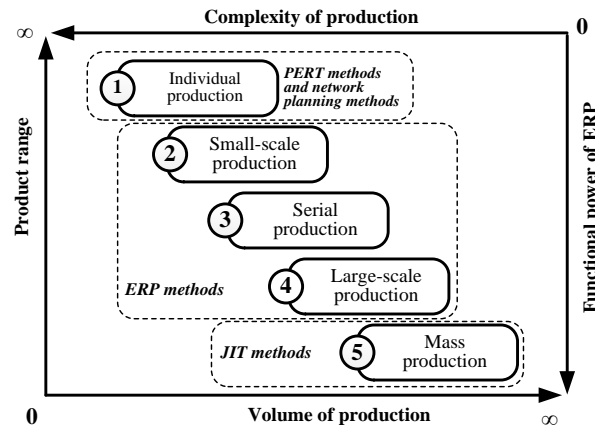 Complexity of production
∞
0
1
Individual
production
PERT methods
and network
planning methods
2
Small-scale
production
3
Serial
production
4
Large-scale
production
ERP methods
5
Mass
production
JIT methods
Product range
Functional power of ERP
0
Volume of production
∞